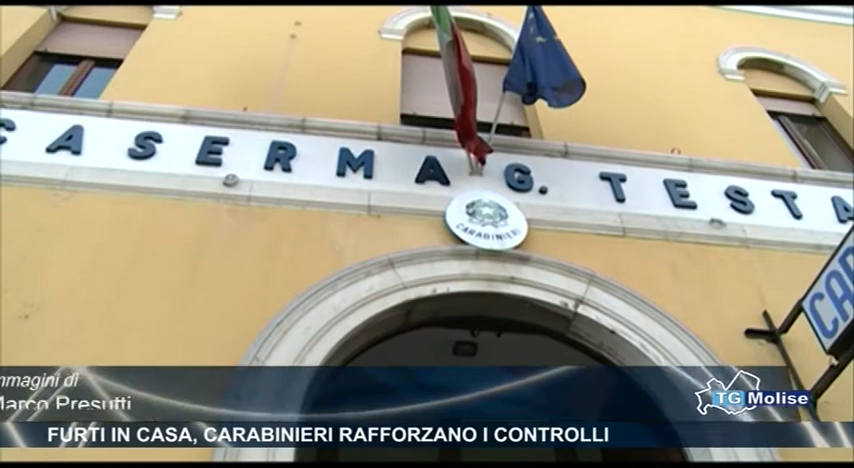 CASERMA G. TESTA
CARABINIERI
CAR
mmagini di
Marco Presutti
TG Molise
FURTI IN CASA, CARABINIERI RAFFORZANO I CONTROLLI